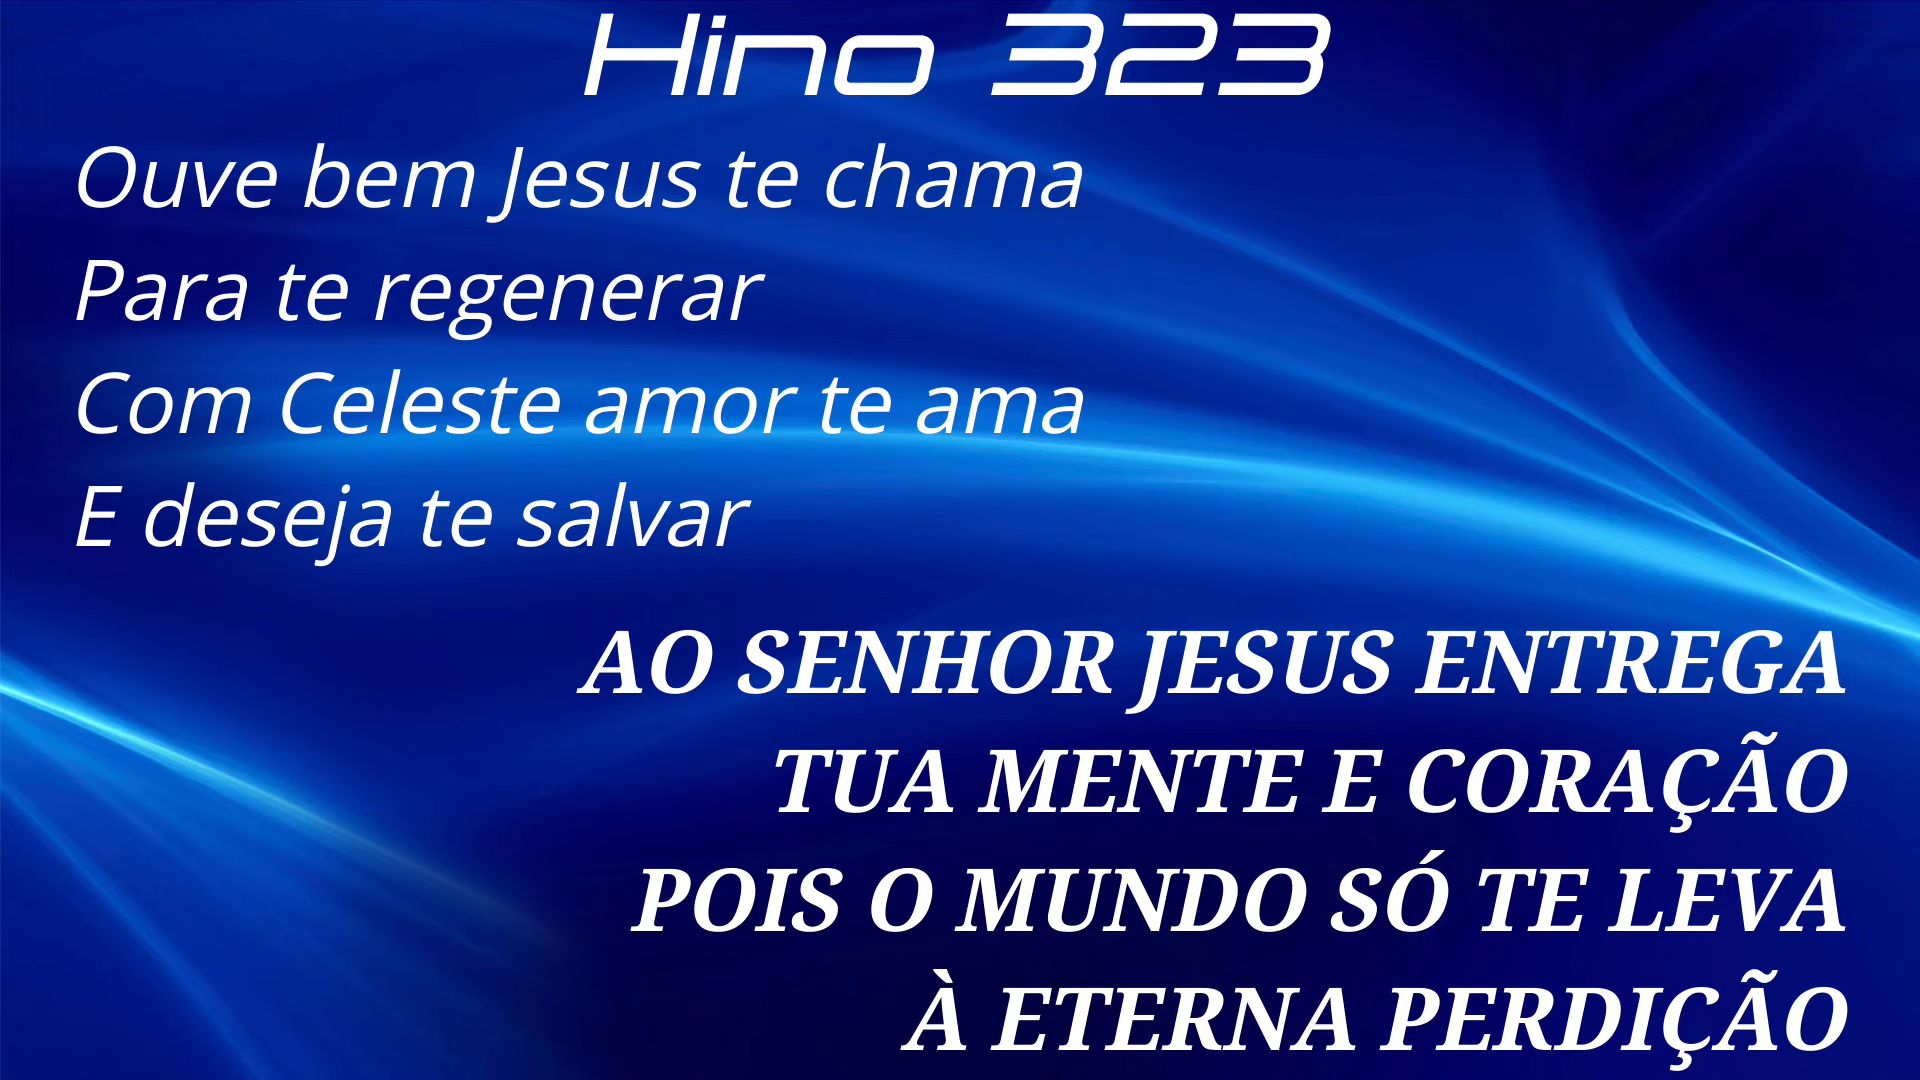 Hino 323
Ouve bem Jesus te chama
Para te regenerar
Com Celeste amor te ama
E deseja te salvar
AO SENHOR JESUS ENTREGA
TUA MENTE E CORAÇÃO
POIS O MUNDO SÓ TE LEVA
À ETERNA PERDIÇÃO